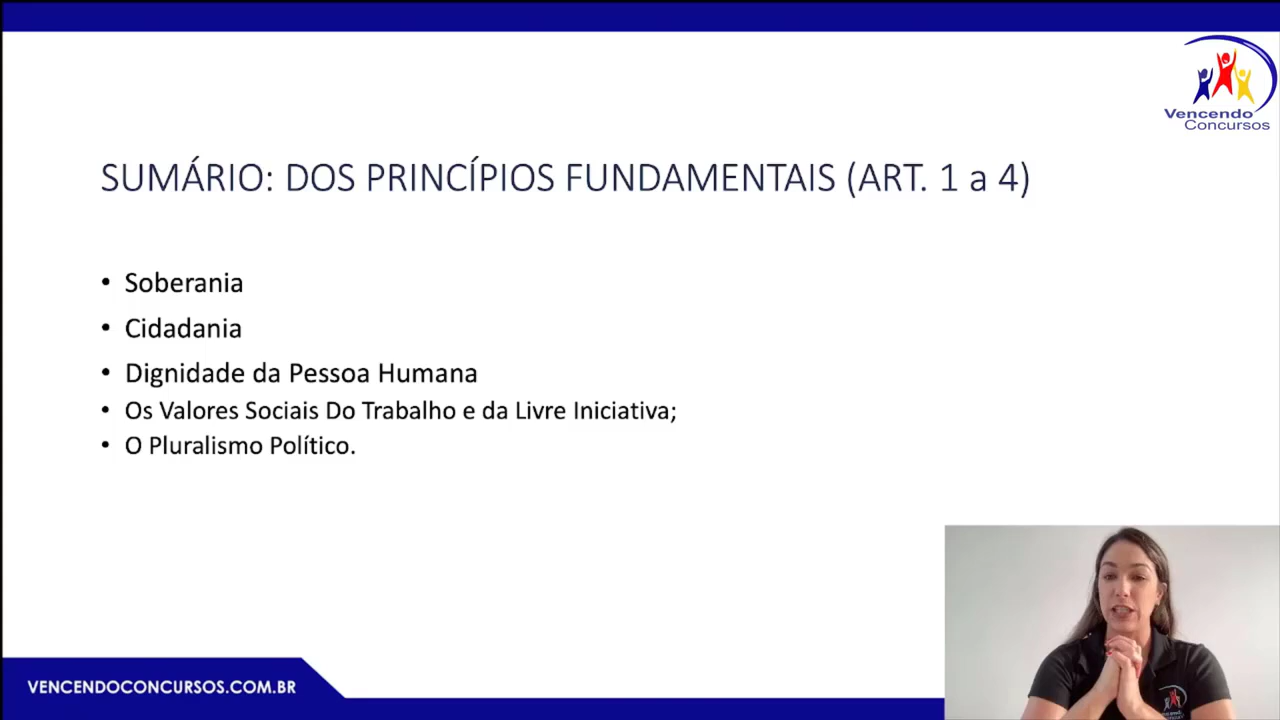 Vencendo
Concursos
SUMÁRIO: DOS PRINCÍPIOS FUNDAMENTAIS (ART. 1 a 4)
• Soberania
• Cidadania
• Dignidade da Pessoa Humana
• Os Valores Sociais Do Trabalho e da Livre Iniciativa;
• O Pluralismo Político.
VENCENDOCONCURSOS.COM.BR